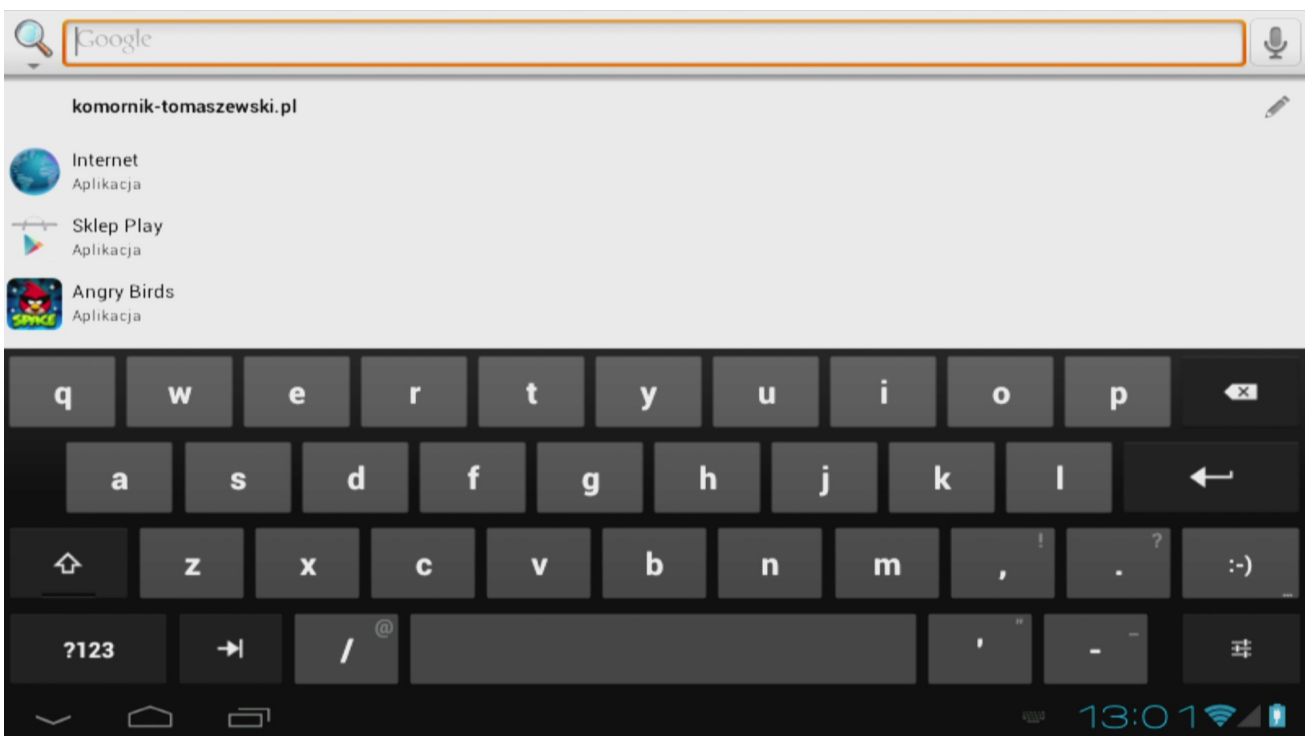 Google
komornik-tomaszewski.pl
Internet
Aplikacja
Sklep Play
Aplikacja
Angry Birds
Aplikacja
SPACE
q w e r t y u i o p
a s d f g h j k l
z x c v b n m , ! . ? :-) ...
?123 / @ ' " - _
13:01